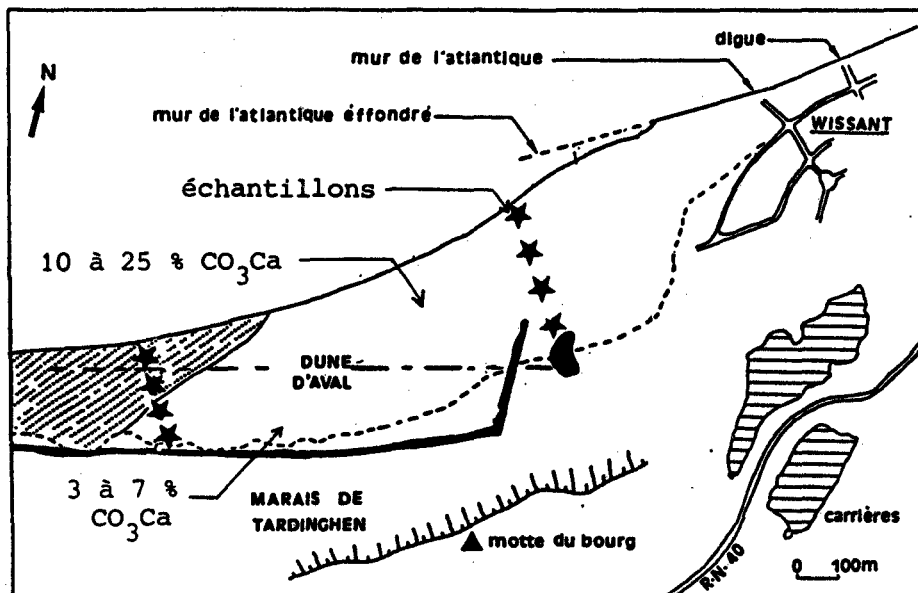 digue
mur de l'atlantique
N
mur de l'atlantique éffondré
WISSANT
échantillons
10 à 25 % CO₃Ca
DUNE
D'AVAL
3 à 7 %
CO₃Ca
MARAIS DE
TARDINGHEN
motte du bourg
carrières
R.N.40
0 100m